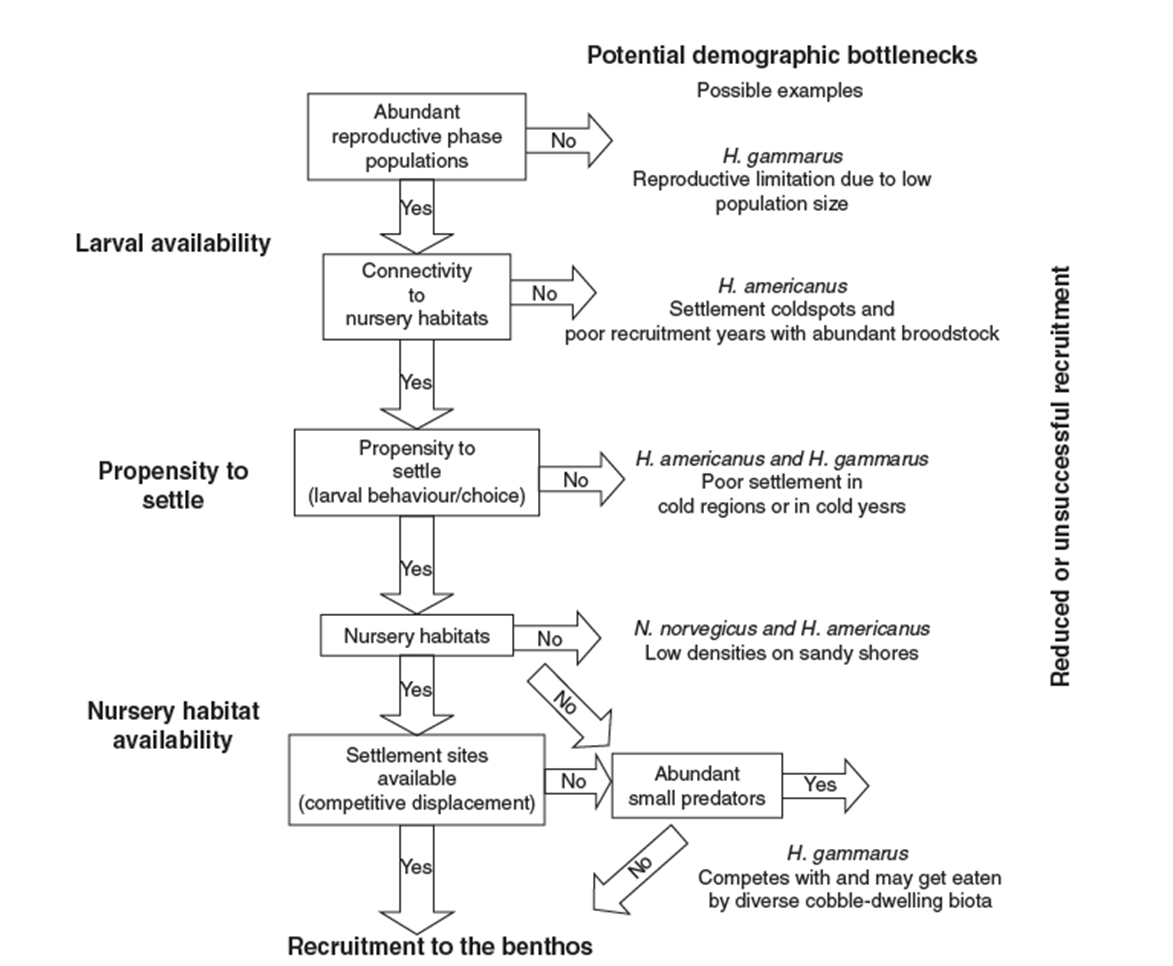 Potential demographic bottlenecks
Possible examples
Abundant
reproductive phase
populations
No
H. gammarus
Reproductive limitation due to low
population size
Yes
Larval availability
Connectivity
to
nursery habitats
No
H. americanus
Settlement coldspots and
poor recruitment years with abundant broodstock
Yes
Propensity to
settle
Propensity to
settle
(larval behaviour/choice)
No
H. americanus and H. gammarus
Poor settlement in
cold regions or in cold yesrs
Yes
Nursery habitats
No
N. norvegicus and H. americanus
Low densities on sandy shores
Yes
No
Nursery habitat
availability
Settlement sites
available
(competitive displacement)
No
Abundant
small predators
Yes
Yes
No
H. gammarus
Competes with and may get eaten
by diverse cobble-dwelling biota
Recruitment to the benthos
Reduced or unsuccessful recruitment